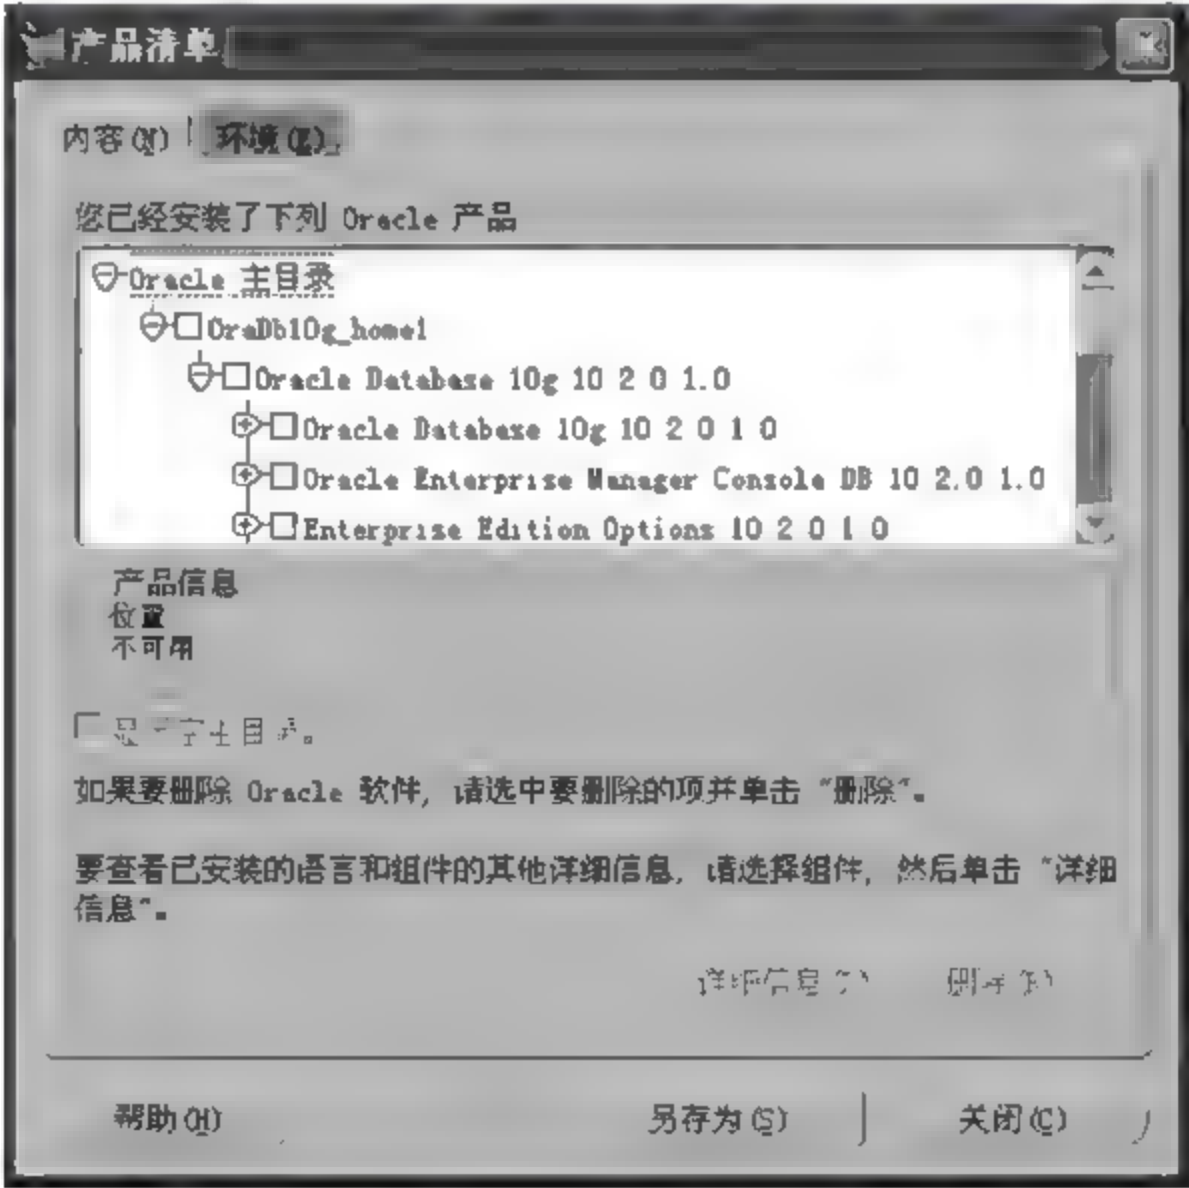 产品清单
内容(N) 环境(E)
您已经安装了下列 Oracle 产品
Oracle 主目录
OraDb10g_home1
Oracle Database 10g 10 2 0 1.0
Oracle Database 10g 10 2 0 1 0
Oracle Enterprise Manager Console DB 10 2.0 1.0
Enterprise Edition Options 10 2 0 1 0
产品信息
位置
不可用
如果要删除 Oracle 软件, 请选中要删除的项并单击 "删除"。
要查看已安装的语言和组件的其他详细信息, 请选择组件, 然后单击 "详细
信息"。
详细信息 删除(R)
帮助(H) 另存为(S) 关闭(C)